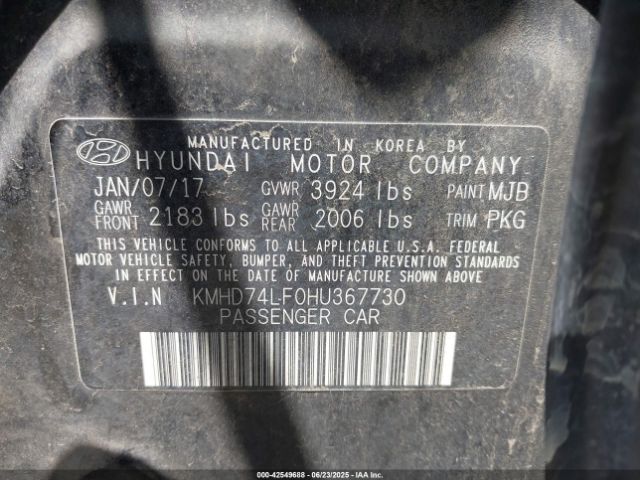 MANUFACTURED IN KOREA BY
HYUNDAI MOTOR COMPANY
JAN/07/17 GVWR 3924 lbs PAINT MJB
GAWR FRONT 2183 lbs GAWR REAR 2006 lbs TRIM PKG
THIS VEHICLE CONFORMS TO ALL APPLICABLE U.S.A. FEDERAL
MOTOR VEHICLE SAFETY, BUMPER, AND THEFT PREVENTION STANDARDS
IN EFFECT ON THE DATE OF MANUFACTURE SHOWN ABOVE
V.I.N KMHD74LF0HU367730
PASSENGER CAR
000-42549688 - 06/23/2025 - IAAI.COM